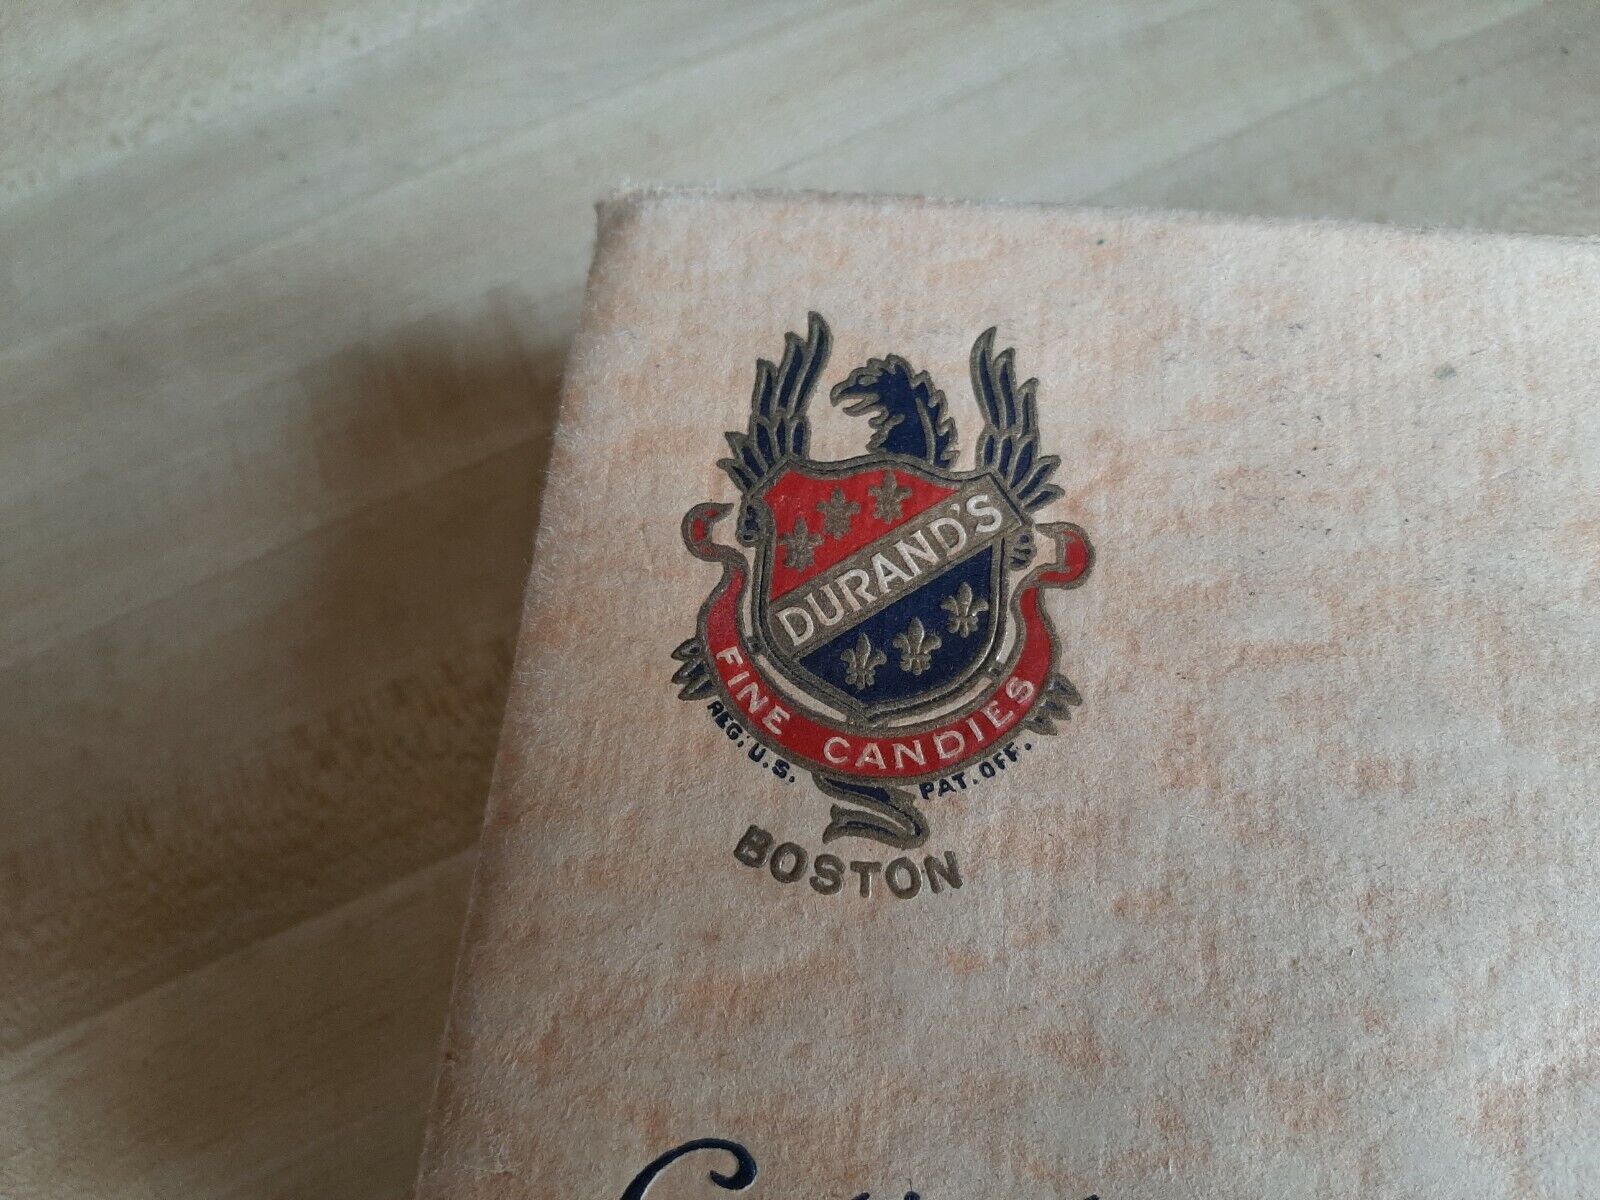 DURAND'S
FINE CANDIES
REG. U.S. PAT. OFF.
BOSTON